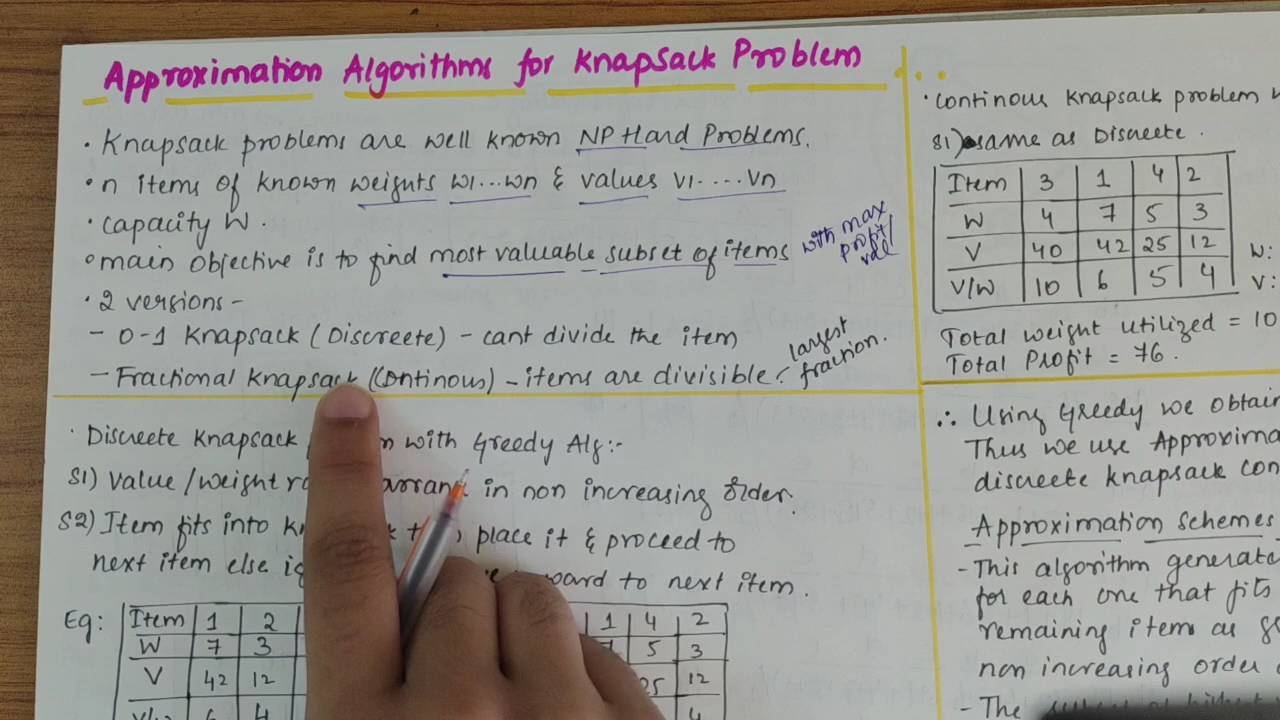 Approximation Algorithms for Knapsack Problem
• Knapsack problems are well known NP Hard Problems.
• n items of known weights w1...wn & values v1....vn
• capacity W.
• main objective is to find most valuable subset of items with max profit/val
• 2 versions -
- 0-1 Knapsack (Discreete) - cant divide the item
- Fractional Knapsack (Continous) - items are divisible. largest fraction.
• Discreete Knapsack with Greedy Alg:-
S1) Value/weight in non increasing order.
S2) Item fits into place it & proceed to
next item else to next item.
Eg: Item 1 2 1 4 2
W 7 3 5 3
V 42 12 25 12
V/W 6 4 4
...
• continous Knapsack problem
S1) same as Discreete.
Item 3 1 4 2
W 4 7 5 3
V 40 42 25 12 W:
V/W 10 6 5 4 V:
Total weight utilized = 10
Total Profit = 76.
∴ Using Greedy we obtain
Thus we use
discreete knapsack
Approximation schemes
- This algorithm
for each one that fits
remaining item as
non increasing order
- The